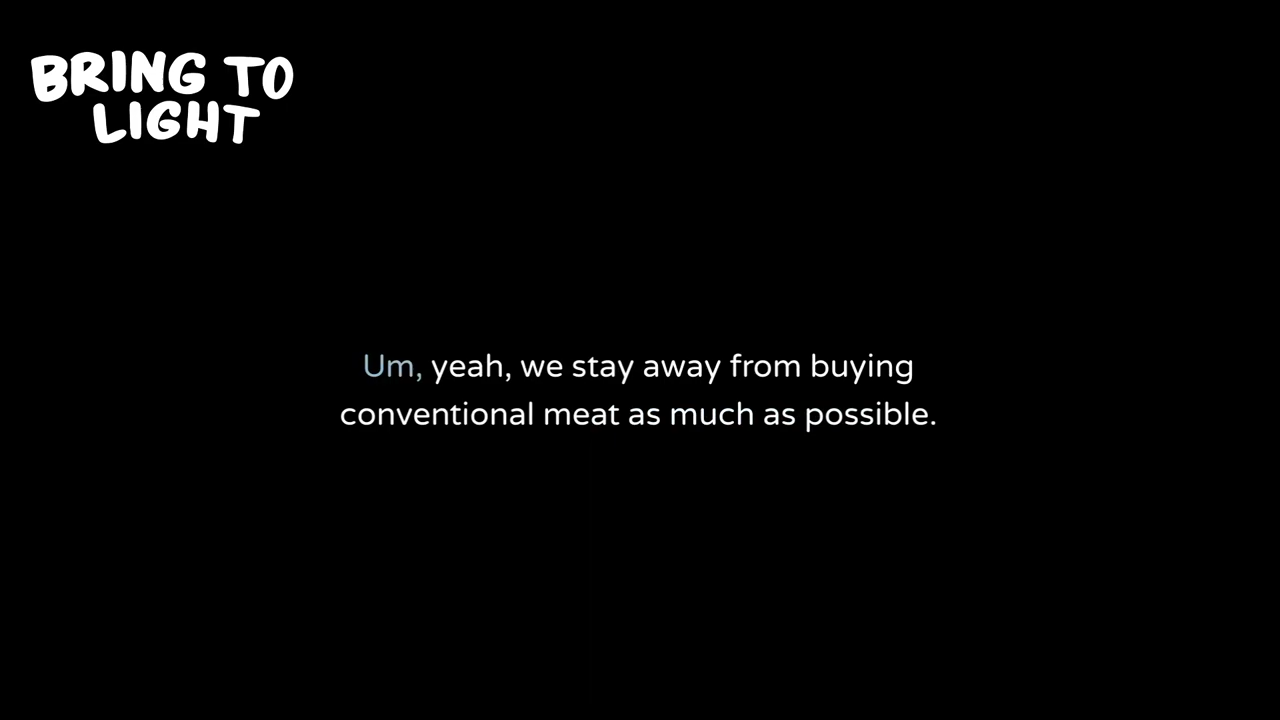 BRING TO
LIGHT
Um, yeah, we stay away from buying
conventional meat as much as possible.